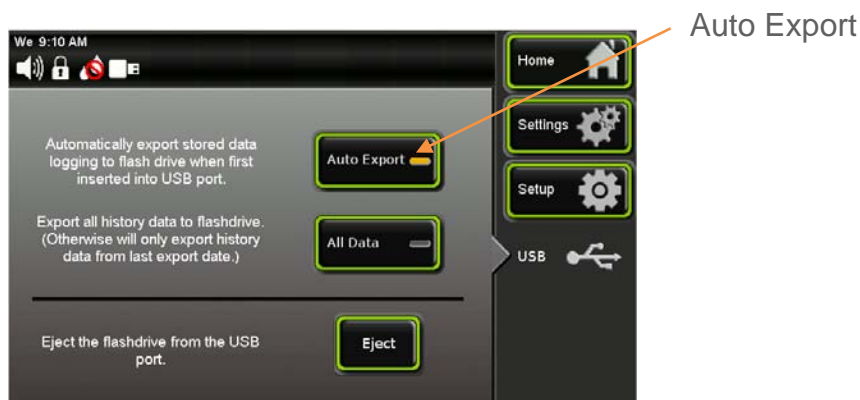 Auto Export
We 9:10 AM
Home
Settings
Setup
USB
Automatically export stored data
logging to flash drive when first
inserted into USB port.
Auto Export
Export all history data to flashdrive.
(Otherwise will only export history
data from last export date.)
All Data
Eject the flashdrive from the USB
port.
Eject